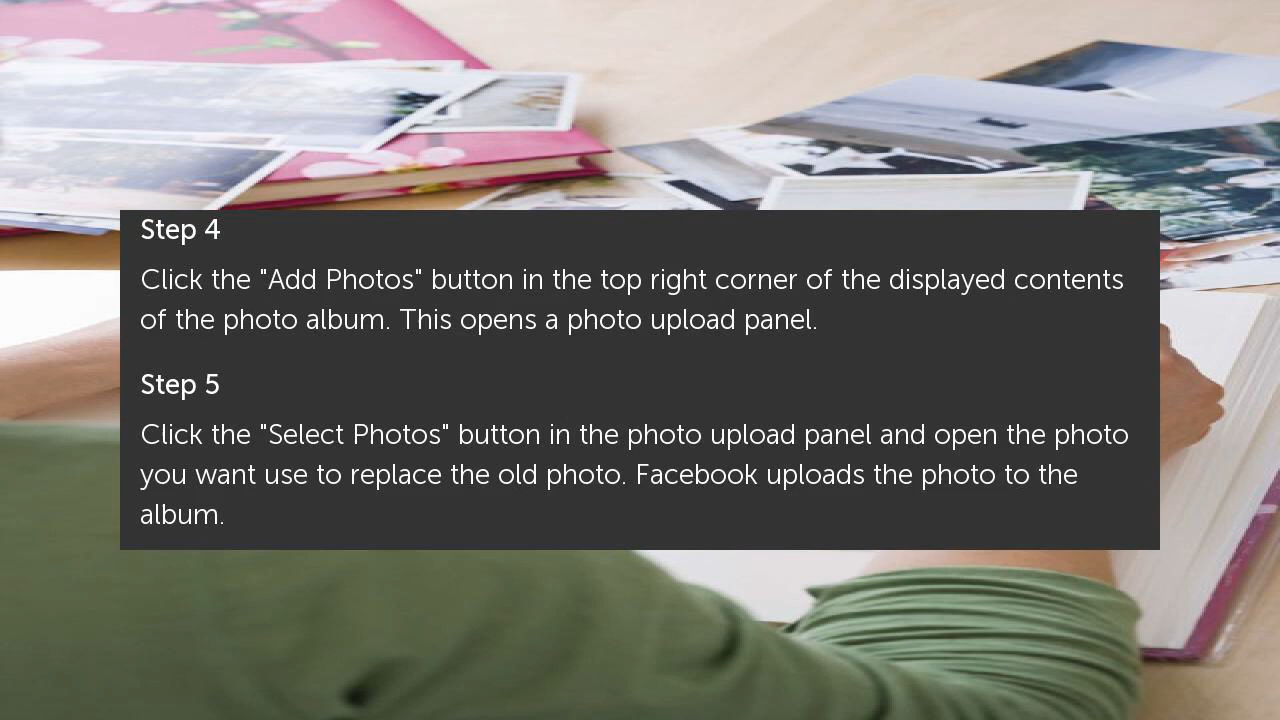 Step 4
Click the "Add Photos" button in the top right corner of the displayed contents
of the photo album. This opens a photo upload panel.
Step 5
Click the "Select Photos" button in the photo upload panel and open the photo
you want use to replace the old photo. Facebook uploads the photo to the
album.